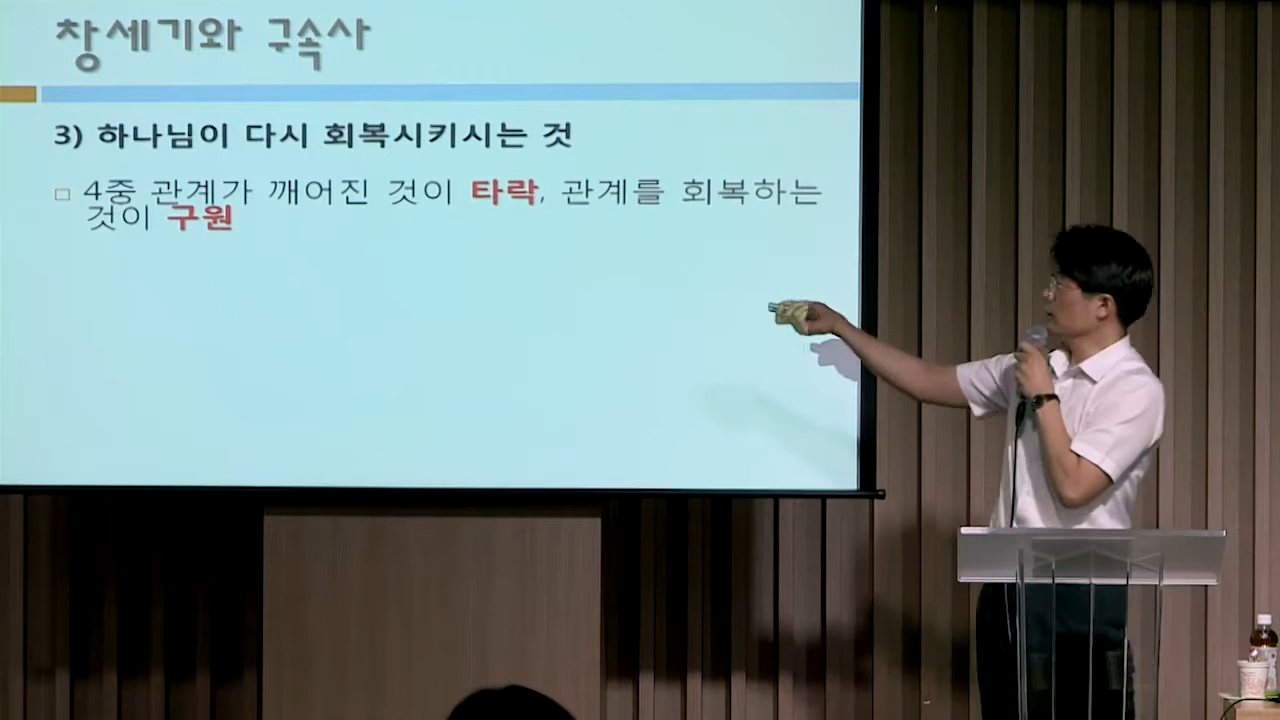 창세기와 구속사
3) 하나님이 다시 회복시키시는 것
4중 관계가 깨어진 것이 타락, 관계를 회복하는
것이 구원